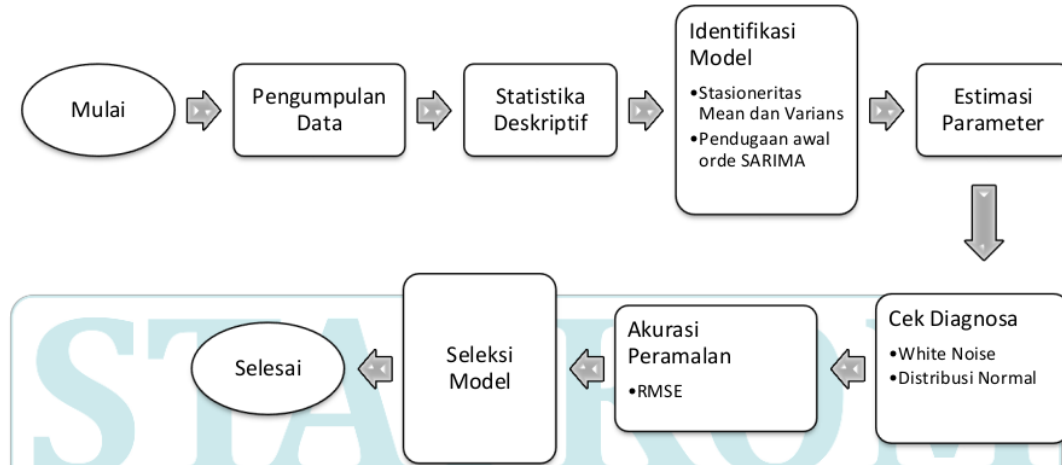 Mulai
Pengumpulan
Data
Statistika
Deskriptif
Identifikasi
Model
•Stasioneritas
Mean dan Varians
•Pendugaan awal
orde SARIMA
Estimasi
Parameter
Cek Diagnosa
•White Noise
•Distribusi Normal
Akurasi
Peramalan
•RMSE
Seleksi
Model
Selesai